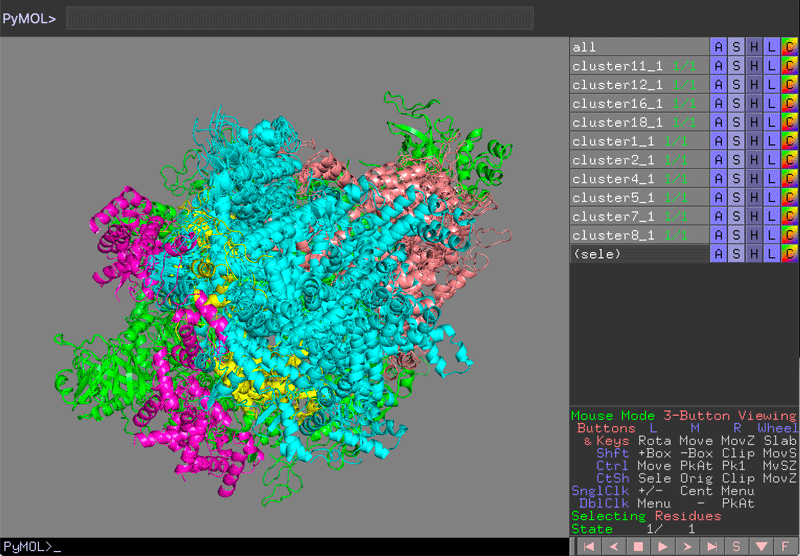 PyMOL>
all A S H L C
cluster11_1 1/1 A S H L C
cluster12_1 1/1 A S H L C
cluster16_1 1/1 A S H L C
cluster18_1 1/1 A S H L C
cluster1_1 1/1 A S H L C
cluster2_1 1/1 A S H L C
cluster4_1 1/1 A S H L C
cluster5_1 1/1 A S H L C
cluster7_1 1/1 A S H L C
cluster8_1 1/1 A S H L C
(sele) A S H L C
Mouse Mode 3-Button Viewing
Buttons L M R Wheel
& Keys Rota Move MovZ Slab
Shft +Box -Box Clip MovS
Ctrl Move PkAt Pk1 MvSZ
CtSh Sele Orig Clip MovZ
SnglClk +/- Cent Menu
DblClk Menu - PkAt
Selecting Residues
State 1/ 1
PyMOL>_
S F